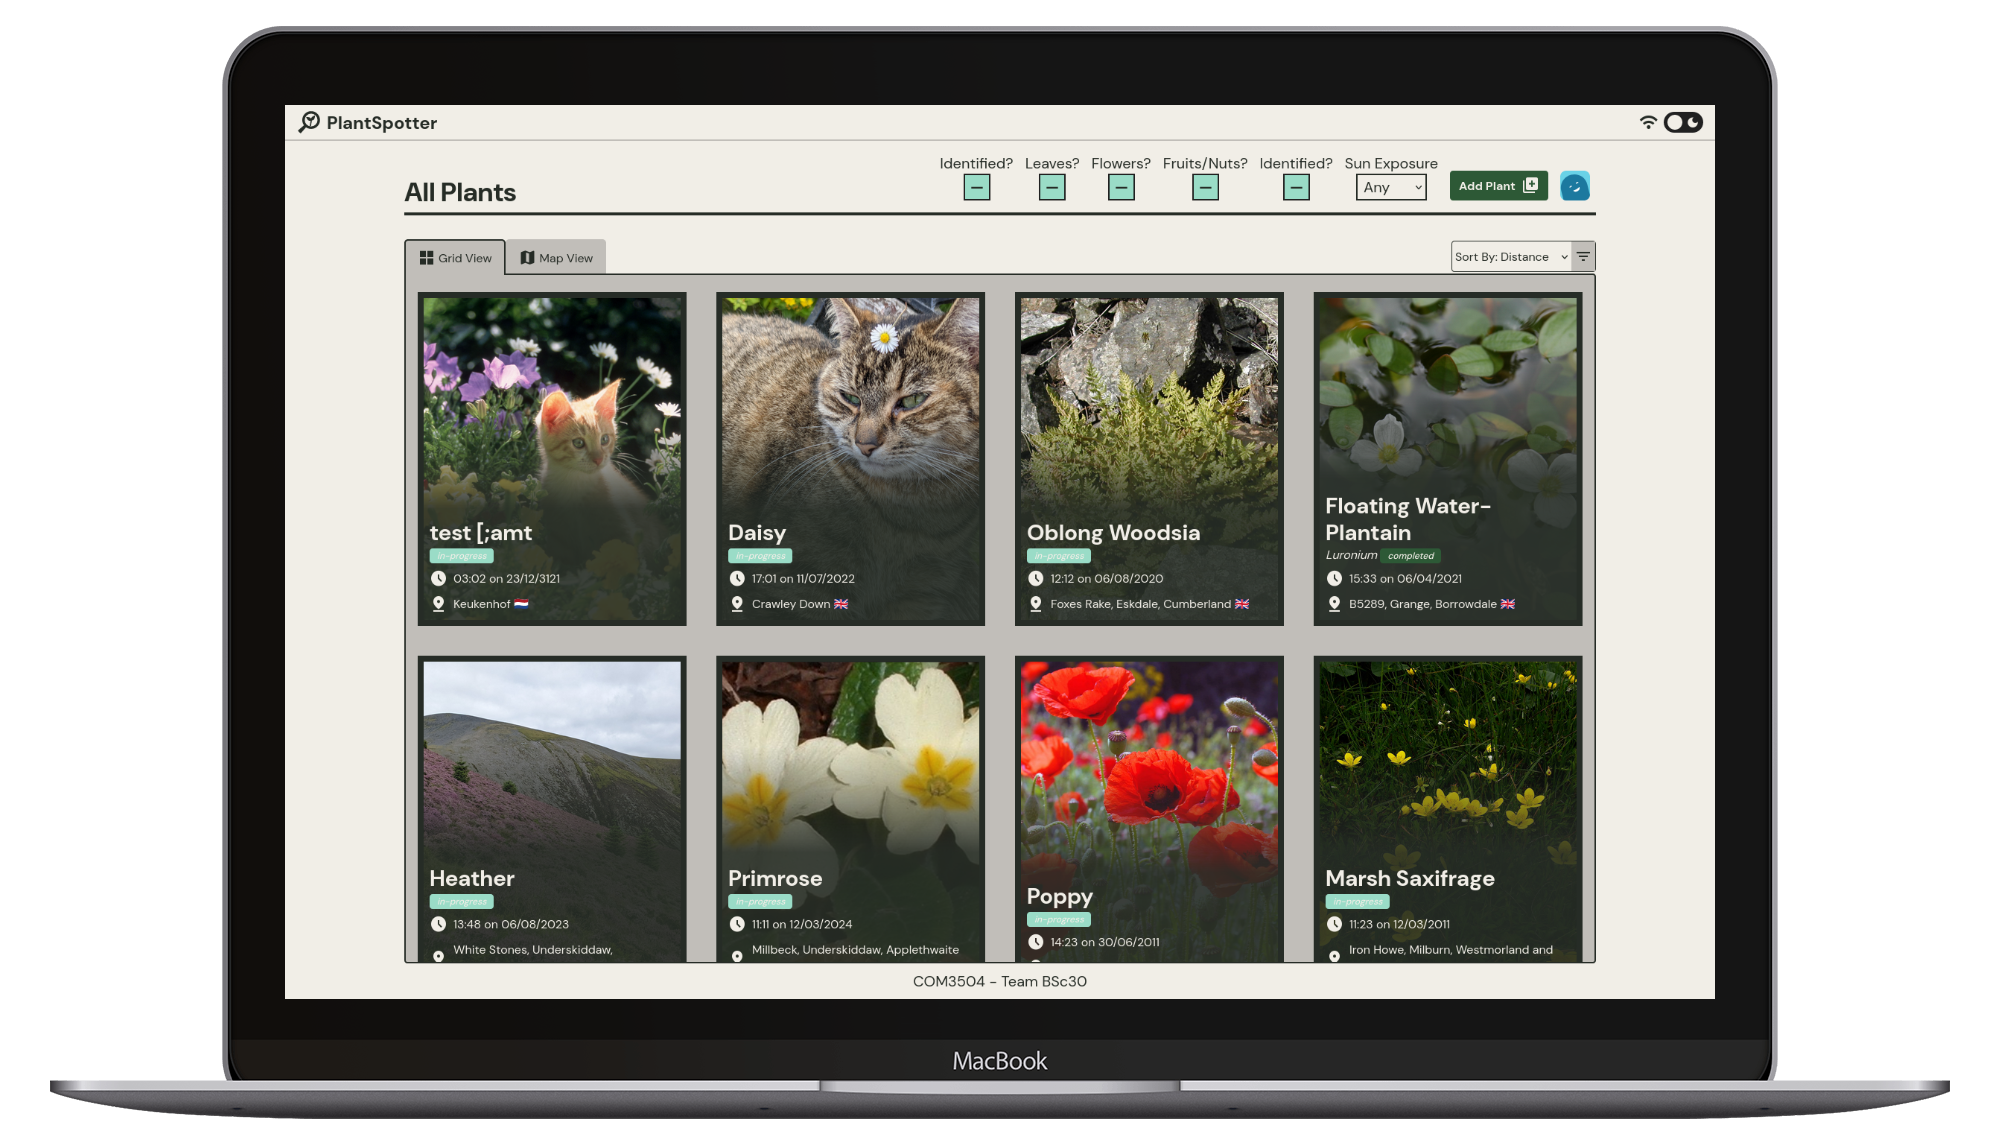 PlantSpotter
Identified? Leaves? Flowers? Fruits/Nuts? Identified? Sun Exposure
All Plants
Any
Add Plant
Grid View
Map View
Sort By: Distance
test [;amt
in-progress
03:02 on 23/12/3121
Keukenhof
Daisy
in-progress
17:01 on 11/07/2022
Crawley Down
Oblong Woodsia
in-progress
12:12 on 06/08/2020
Foxes Rake, Eskdale, Cumberland
Floating Water-
Plantain
Luronium completed
15:33 on 06/04/2021
B5289, Grange, Borrowdale
Heather
in-progress
13:48 on 06/08/2023
White Stones, Underskiddaw,
Primrose
in-progress
11:11 on 12/03/2024
Millbeck, Underskiddaw, Applethwaite
Poppy
in-progress
14:23 on 30/06/2011
Marsh Saxifrage
in-progress
11:23 on 12/03/2011
Iron Howe, Milburn, Westmorland and
COM3504 - Team BSc30
MacBook